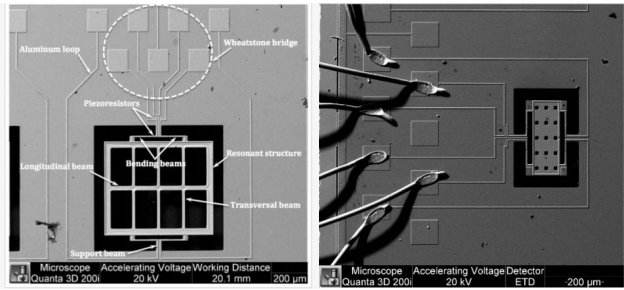 Aluminum loop
Wheatstone bridge
Piezoresistors
Bending beams
Resonant structure
Longitudinal beam
Transversal beam
Support beam
Microscope Accelerating Voltage Working Distance
Quanta 3D 200i 20 kV 20.1 mm 200 µm
Microscope Accelerating Voltage Detector
Quanta 3D 200i 20 kV ETD 200 µm